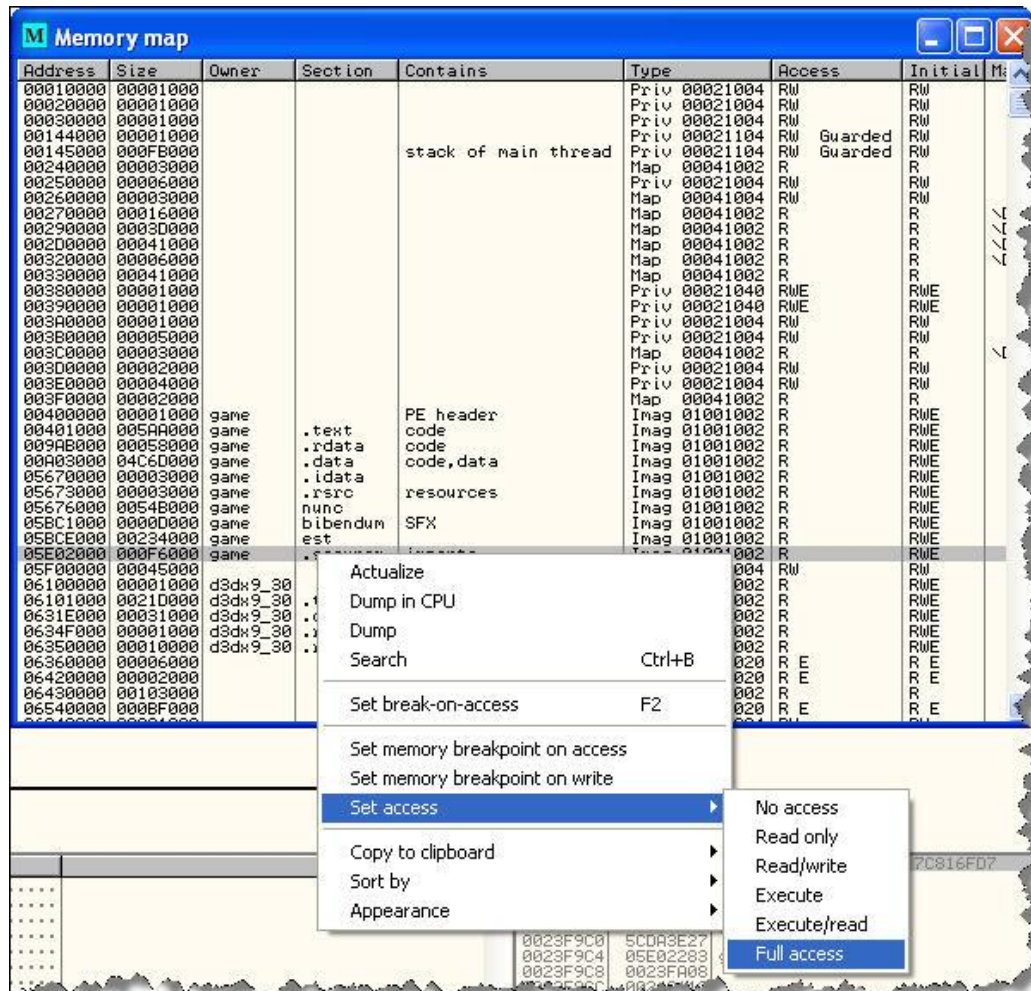 M Memory map
Address Size Owner Section Contains Type Access Initial
00010000 00001000 Priv 00021004 RW RW
00020000 00001000 Priv 00021004 RW RW
00030000 00001000 Priv 00021004 RW RW
00144000 00001000 Priv 00021104 RW Guarded RW
00145000 000FB000 stack of main thread Priv 00021104 RW Guarded RW
00240000 00003000 Map 00041002 R R
00250000 00006000 Priv 00021004 RW RW
00260000 00003000 Map 00041004 RW RW
00270000 00016000 Map 00041002 R R
00290000 0003D000 Map 00041002 R R
002D0000 00041000 Map 00041002 R R
00320000 00006000 Map 00041002 R R
00330000 00041000 Map 00041002 R R
00380000 00001000 Priv 00021040 RWE RWE
00390000 00001000 Priv 00021040 RWE RWE
003A0000 00001000 Priv 00021004 RW RW
003B0000 00005000 Priv 00021004 RW RW
003C0000 00003000 Map 00041002 R R
003D0000 00002000 Priv 00021004 RW RW
003E0000 00004000 Priv 00021004 RW RW
003F0000 00002000 Map 00041002 R R
00400000 00001000 game PE header Imag 01001002 R RWE
00401000 005AA000 game .text code Imag 01001002 R RWE
009AB000 00058000 game .rdata code Imag 01001002 R RWE
00A03000 04C6D000 game .data code,data Imag 01001002 R RWE
05670000 00003000 game .idata Imag 01001002 R RWE
05673000 00003000 game .rsrc resources Imag 01001002 R RWE
05676000 0054B000 game nunc Imag 01001002 R RWE
05BC1000 0000D000 game bibendum SFX Imag 01001002 R RWE
05BCE000 00234000 game est Imag 01001002 R RWE
05E02000 000F6000 game R RWE
05F00000 00045000 004 RW RW
06100000 00001000 d3dx9_30 002 R RWE
06101000 0021D000 d3dx9_30 002 R RWE
0631E000 00031000 d3dx9_30 002 R RWE
0634F000 00001000 d3dx9_30 002 R RWE
06350000 00010000 d3dx9_30 002 R RWE
06360000 00006000 020 R E R E
06420000 00002000 020 R E R E
06430000 00103000 002 R R
06540000 000BF000 020 R E R E
Actualize
Dump in CPU
Dump
Search Ctrl+B
Set break-on-access F2
Set memory breakpoint on access
Set memory breakpoint on write
Set access
Copy to clipboard
Sort by
Appearance
No access
Read only
Read/write
Execute
Execute/read
Full access
7C816FD7
0023F9C0 5CDA3E27
0023F9C4 05E02283
0023F9C8 0023FA08